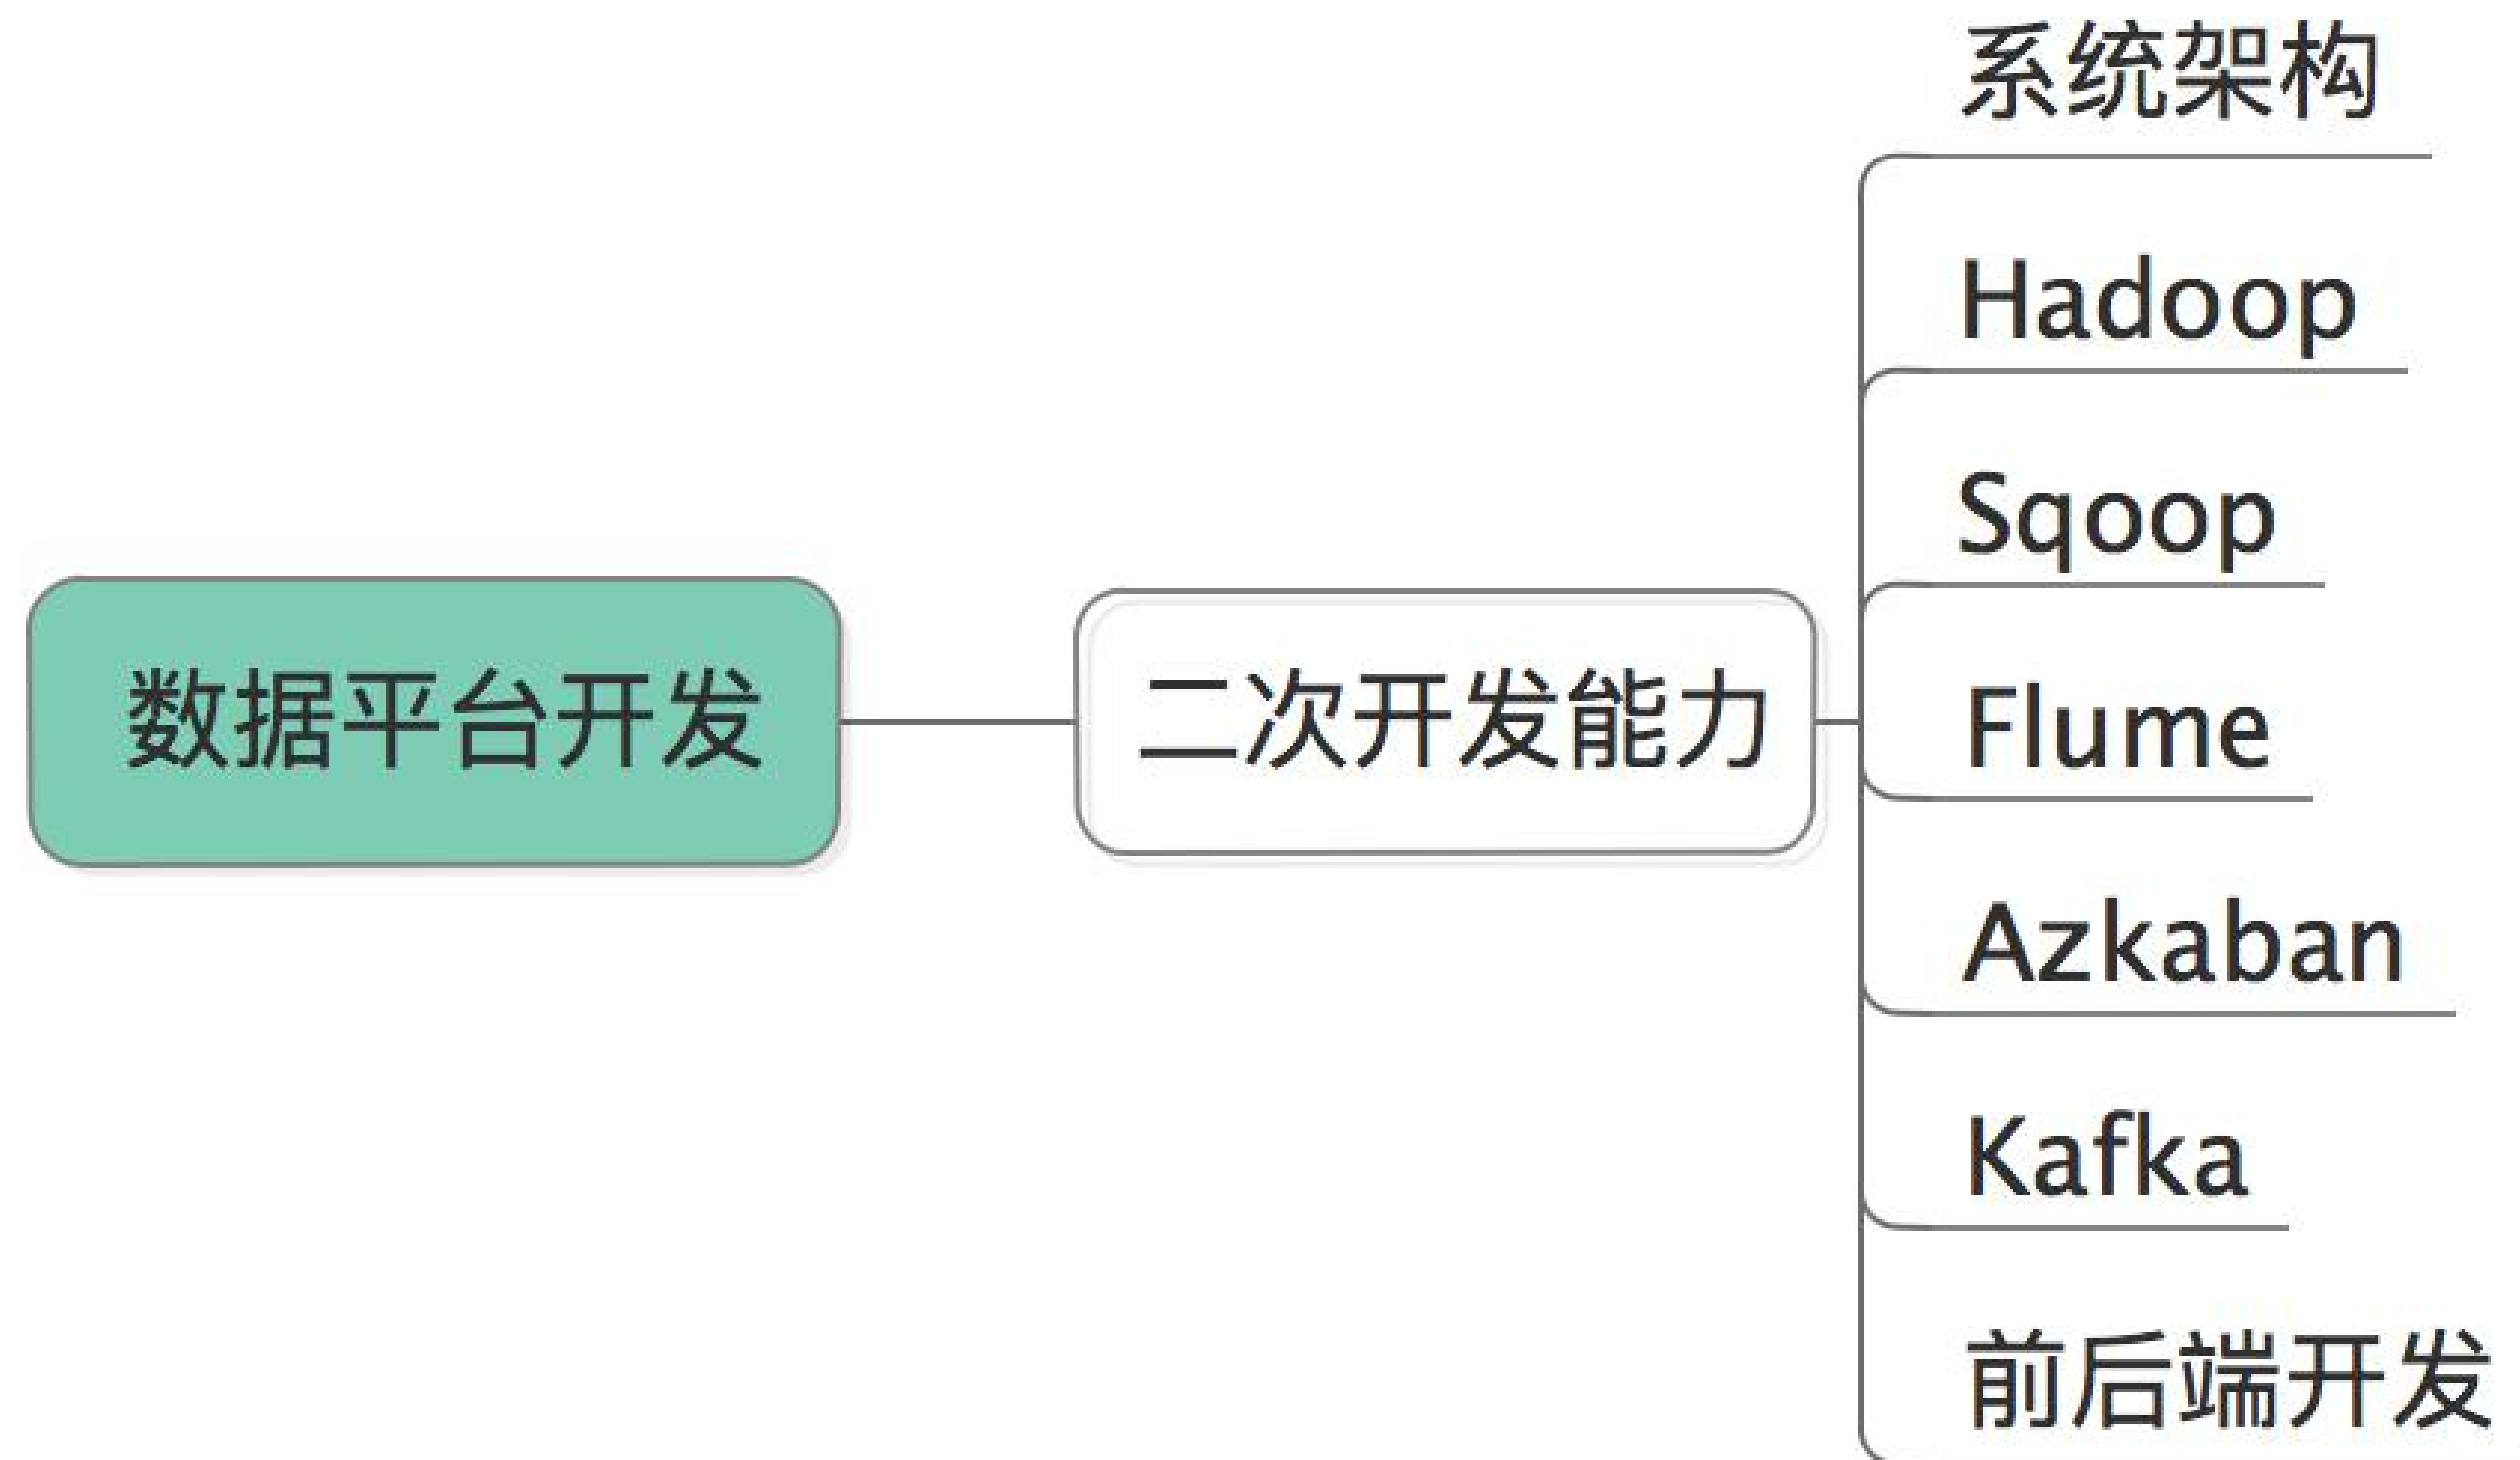 数据平台开发
二次开发能力
系统架构
Hadoop
Sqoop
Flume
Azkaban
Kafka
前后端开发